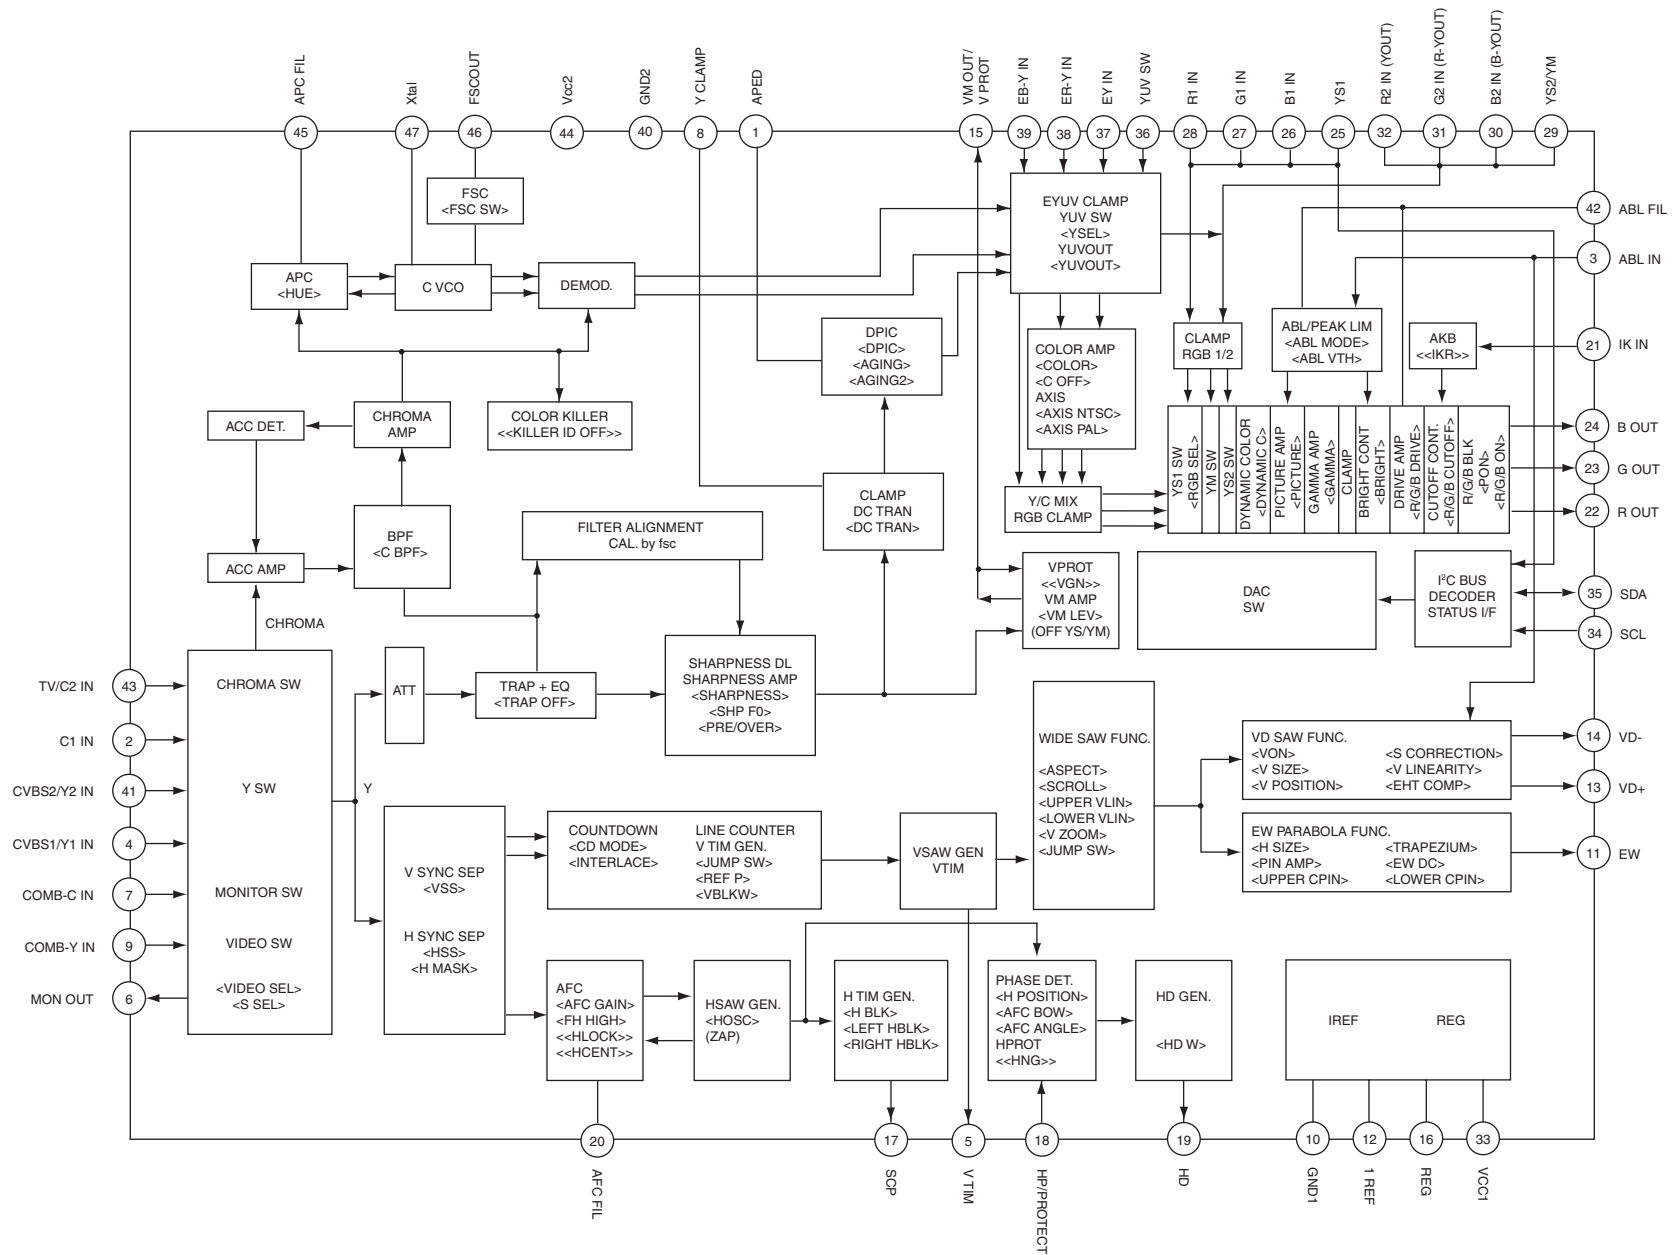 APC FIL
Xtal
FSCOUT
Vcc2
GND2
Y CLAMP
APED
VM OUT/
V PROT
EB-Y IN
ER-Y IN
EY IN
YUV SW
R1 IN
G1 IN
B1 IN
YS1
R2 IN (YOUT)
G2 IN (R-YOUT)
B2 IN (B-YOUT)
YS2/YM
45
47
46
44
40
8
1
15
39
38
37
36
28
27
26
25
32
31
30
29
FSC
<FSC SW>
EYUV CLAMP
YUV SW
<YSEL>
YUVOUT
<YUVOUT>
42
ABL FIL
3
ABL IN
APC
<HUE>
C VCO
DEMOD.
DPIC
<DPIC>
<AGING>
<AGING2>
COLOR AMP
<COLOR>
<C OFF>
AXIS
<AXIS NTSC>
<AXIS PAL>
CLAMP
RGB 1/2
ABL/PEAK LIM
<ABL MODE>
<ABL VTH>
AKB
<<IKR>>
21
IK IN
ACC DET.
CHROMA
AMP
COLOR KILLER
<<KILLER ID OFF>>
YS1 SW
<RGB SEL>
YM SW
YS2 SW
DYNAMIC COLOR
<DYNAMIC C>
PICTURE AMP
<PICTURE>
GAMMA AMP
<GAMMA>
CLAMP
BRIGHT CONT
<BRIGHT>
DRIVE AMP
<R/G/B DRIVE>
CUTOFF CONT.
<R/G/B CUTOFF>
R/G/B BLK
<PON>
<R/G/B ON>
24
B OUT
23
G OUT
22
R OUT
CLAMP
DC TRAN
<DC TRAN>
Y/C MIX
RGB CLAMP
BPF
<C BPF>
FILTER ALIGNMENT
CAL. by fsc
ACC AMP
VPROT
<<VGN>>
VM AMP
<VM LEV>
(OFF YS/YM)
DAC
SW
I²C BUS
DECODER
STATUS I/F
35
SDA
34
SCL
CHROMA
TV/C2 IN
43
CHROMA SW
C1 IN
2
CVBS2/Y2 IN
41
Y SW
CVBS1/Y1 IN
4
COMB-C IN
7
MONITOR SW
COMB-Y IN
9
VIDEO SW
MON OUT
6
<VIDEO SEL>
<S SEL>
Y
ATT
TRAP + EQ
<TRAP OFF>
SHARPNESS DL
SHARPNESS AMP
<SHARPNESS>
<SHP F0>
<PRE/OVER>
WIDE SAW FUNC.
<ASPECT>
<SCROLL>
<UPPER VLIN>
<LOWER VLIN>
<V ZOOM>
<JUMP SW>
VD SAW FUNC.
<VON>
<V SIZE>
<V POSITION>
<S CORRECTION>
<V LINEARITY>
<EHT COMP>
14
VD-
13
VD+
EW PARABOLA FUNC.
<H SIZE>
<PIN AMP>
<UPPER CPIN>
<TRAPEZIUM>
<EW DC>
<LOWER CPIN>
11
EW
V SYNC SEP
<VSS>
H SYNC SEP
<HSS>
<H MASK>
COUNTDOWN
<CD MODE>
<INTERLACE>
LINE COUNTER
V TIM GEN.
<JUMP SW>
<REF P>
<VBLKW>
VSAW GEN
VTIM
AFC
<AFC GAIN>
<FH HIGH>
<<HLOCK>>
<<HCENT>>
HSAW GEN.
<HOSC>
(ZAP)
H TIM GEN.
<H BLK>
<LEFT HBLK>
<RIGHT HBLK>
PHASE DET.
<H POSITION>
<AFC BOW>
<AFC ANGLE>
HPROT
<<HNG>>
HD GEN.
<HD W>
IREF
REG
20
17
5
18
19
10
12
16
33
AFC FIL
SCP
V TIM
HP/PROTECT
HD
GND1
1 REF
REG
VCC1